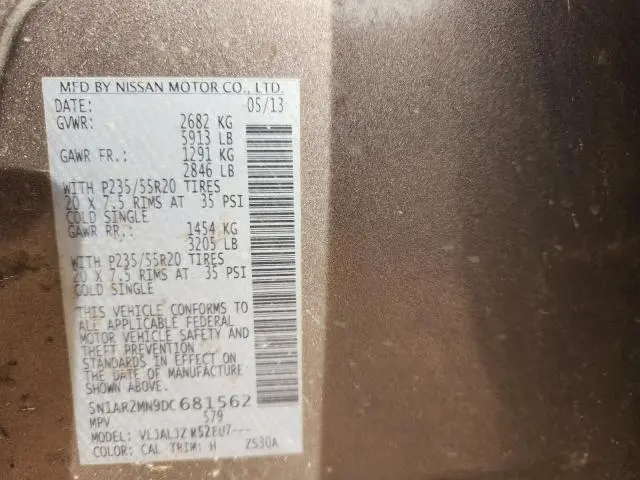 MFD BY NISSAN MOTOR CO., LTD.
DATE: 05/13
GVWR: 2682 KG
5913 LB
GAWR FR.: 1291 KG
2846 LB
WITH P235/55R20 TIRES
20 X 7.5 RIMS AT 35 PSI
COLD SINGLE
GAWR RR.: 1454 KG
3205 LB
WITH P235/55R20 TIRES
20 X 7.5 RIMS AT 35 PSI
COLD SINGLE
THIS VEHICLE CONFORMS TO
ALL APPLICABLE FEDERAL
MOTOR VEHICLE SAFETY AND
THEFT PREVENTION
STANDARDS IN EFFECT ON
THE DATE OF MANUFACTURE
SHOWN ABOVE.
5N1AR2MN9DC681562
MPV S79
MODEL: R52EU7---
COLOR: CAL TRIM: H ZS30A